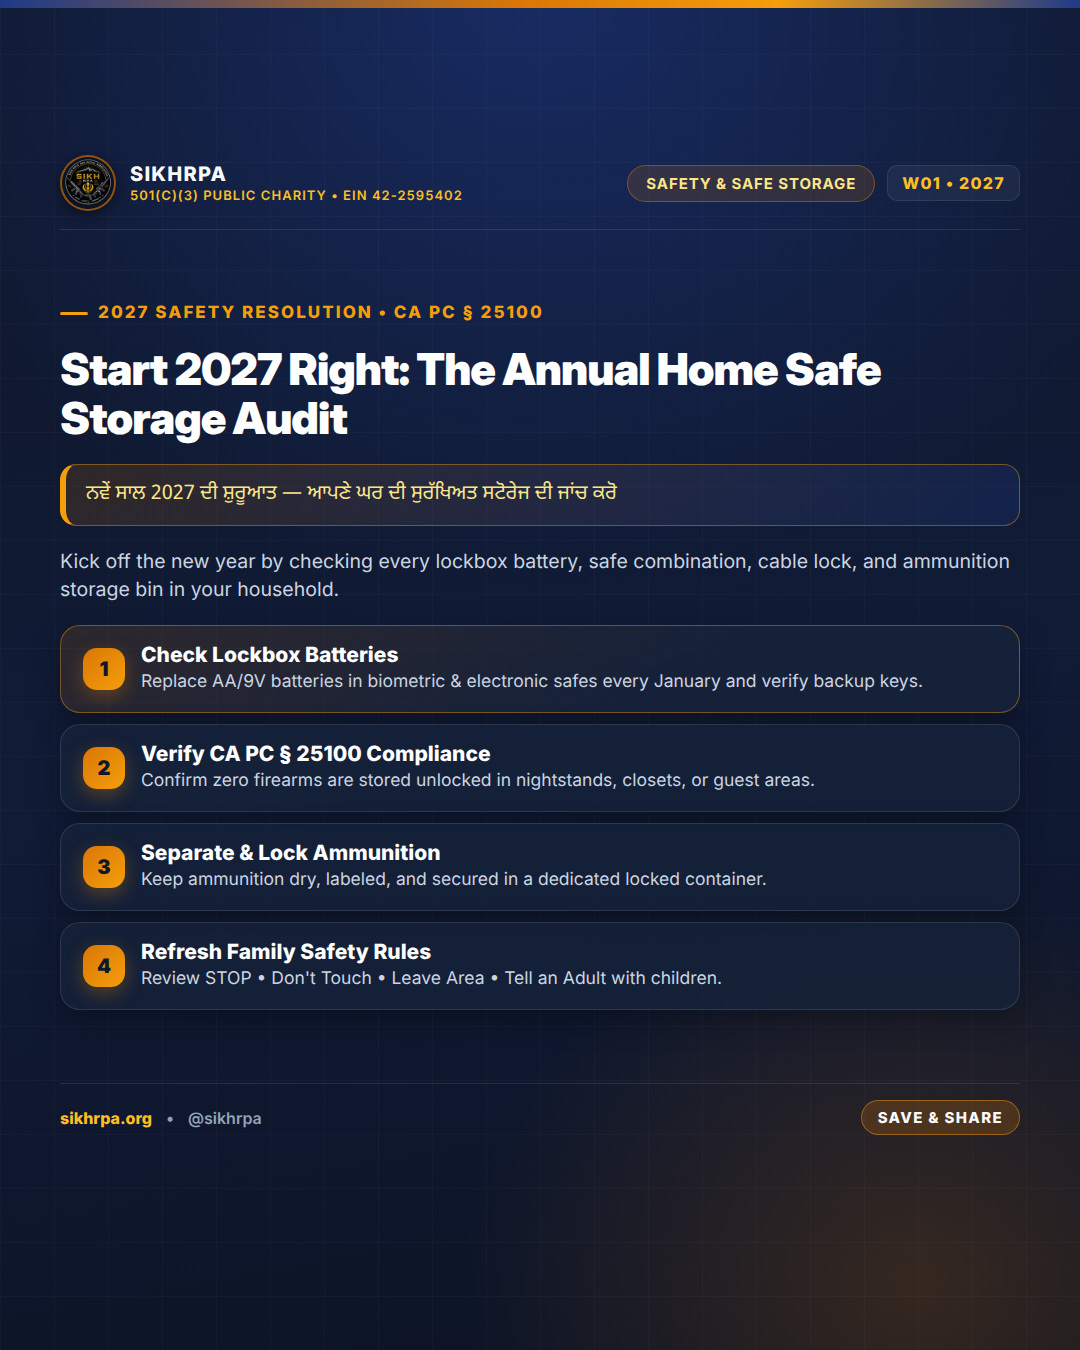 SIKH
SIKHRPA
501(C)(3) PUBLIC CHARITY • EIN 42-2595402
SAFETY & SAFE STORAGE
W01 • 2027
2027 SAFETY RESOLUTION • CA PC § 25100
Start 2027 Right: The Annual Home Safe
Storage Audit
ਨਵੇਂ ਸਾਲ 2027 ਦੀ ਸ਼ੁਰੂਆਤ — ਆਪਣੇ ਘਰ ਦੀ ਸੁਰੱਖਿਅਤ ਸਟੋਰੇਜ ਦੀ ਜਾਂਚ ਕਰੋ
Kick off the new year by checking every lockbox battery, safe combination, cable lock, and ammunition
storage bin in your household.
1
Check Lockbox Batteries
Replace AA/9V batteries in biometric & electronic safes every January and verify backup keys.
2
Verify CA PC § 25100 Compliance
Confirm zero firearms are stored unlocked in nightstands, closets, or guest areas.
3
Separate & Lock Ammunition
Keep ammunition dry, labeled, and secured in a dedicated locked container.
4
Refresh Family Safety Rules
Review STOP • Don't Touch • Leave Area • Tell an Adult with children.
sikhrpa.org • @sikhrpa
SAVE & SHARE